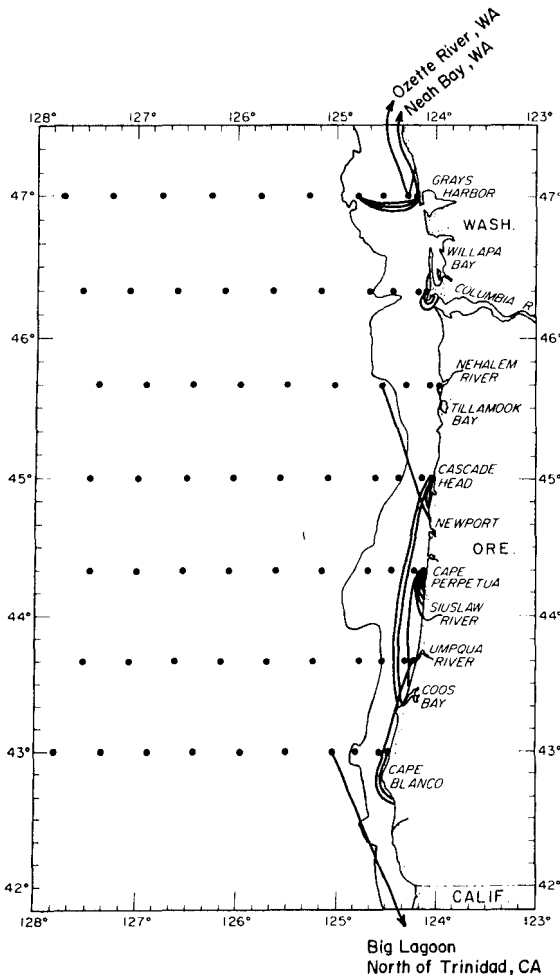 Ozette River, WA
Neah Bay, WA
128° 127° 126° 125° 124° 123°
47° 47°
GRAYS
HARBOR
WASH.
WILLAPA
BAY
COLUMBIA R
46° 46°
NEHALEM
RIVER
TILLAMOOK
BAY
45° 45°
CASCADE
HEAD
NEWPORT
ORE.
CAPE
PERPETUA
44° 44°
SIUSLAW
RIVER
UMPQUA
RIVER
COOS
BAY
43° 43°
CAPE
BLANCO
42° 42°
CALIF.
128° 127° 126° 125° 124° 123°
Big Lagoon
North of Trinidad, CA